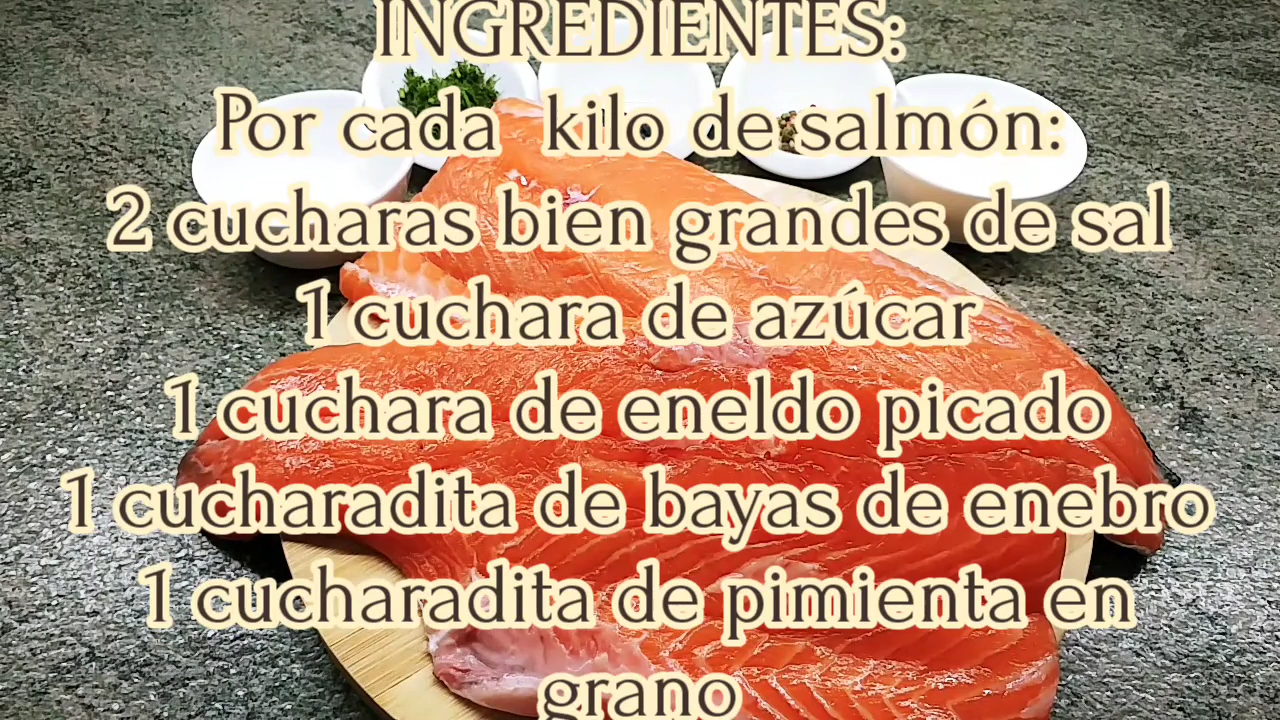 INGREDIENTES:
Por cada kilo de salmón:
2 cucharas bien grandes de sal
1 cuchara de azúcar
1 cuchara de eneldo picado
1 cucharadita de bayas de enebro
1 cucharadita de pimienta en
grano